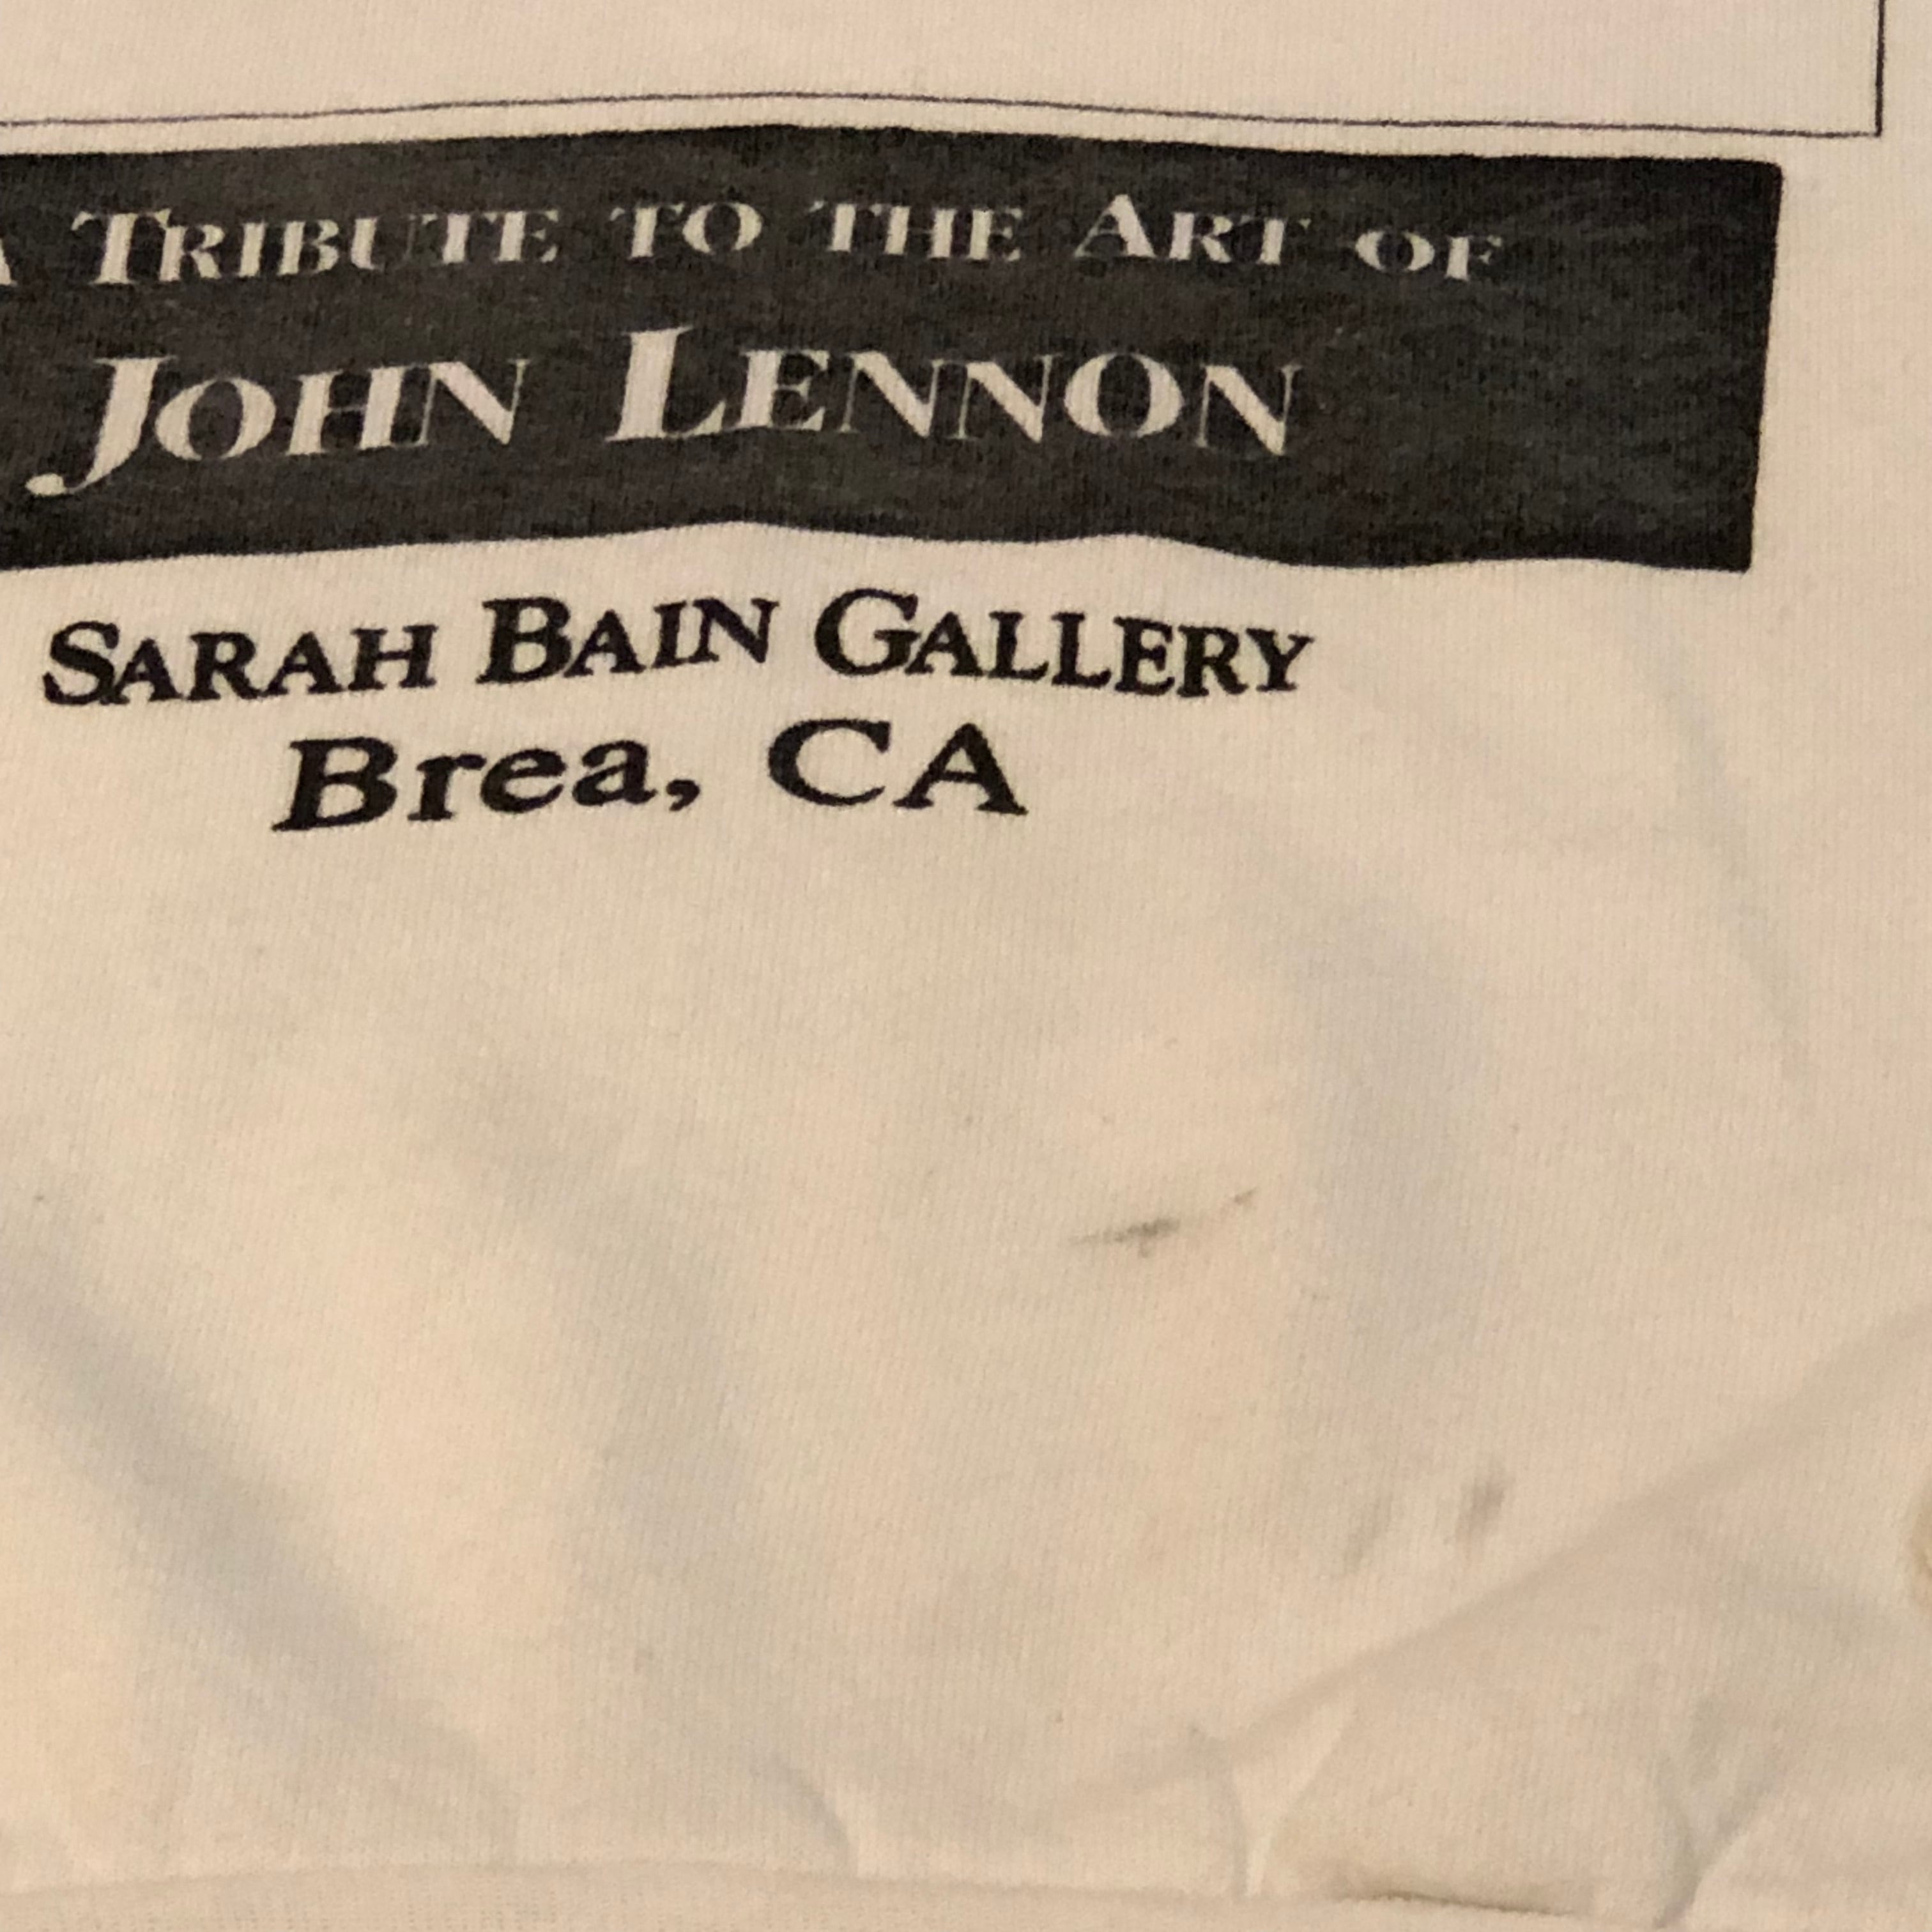 A TRIBUTE TO THE ART OF
JOHN LENNON
SARAH BAIN GALLERY
Brea, CA